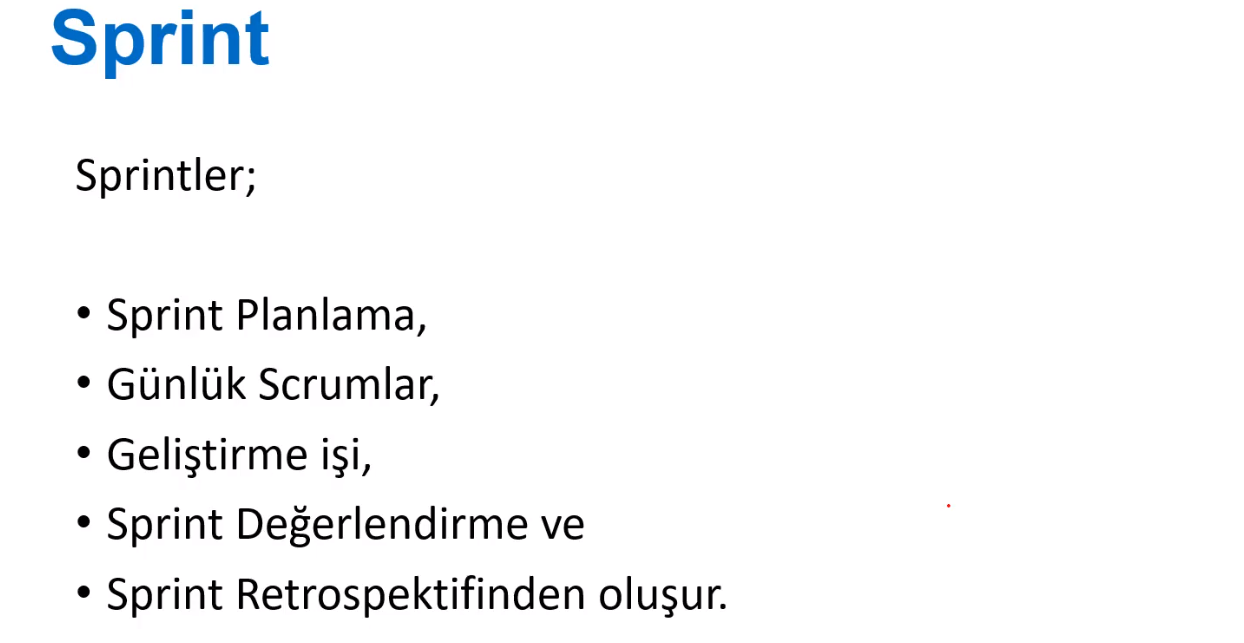 Sprint
Sprintler;
• Sprint Planlama,
• Günlük Scrumlar,
• Geliştirme işi,
• Sprint Değerlendirme ve
• Sprint Retrospektifinden oluşur.